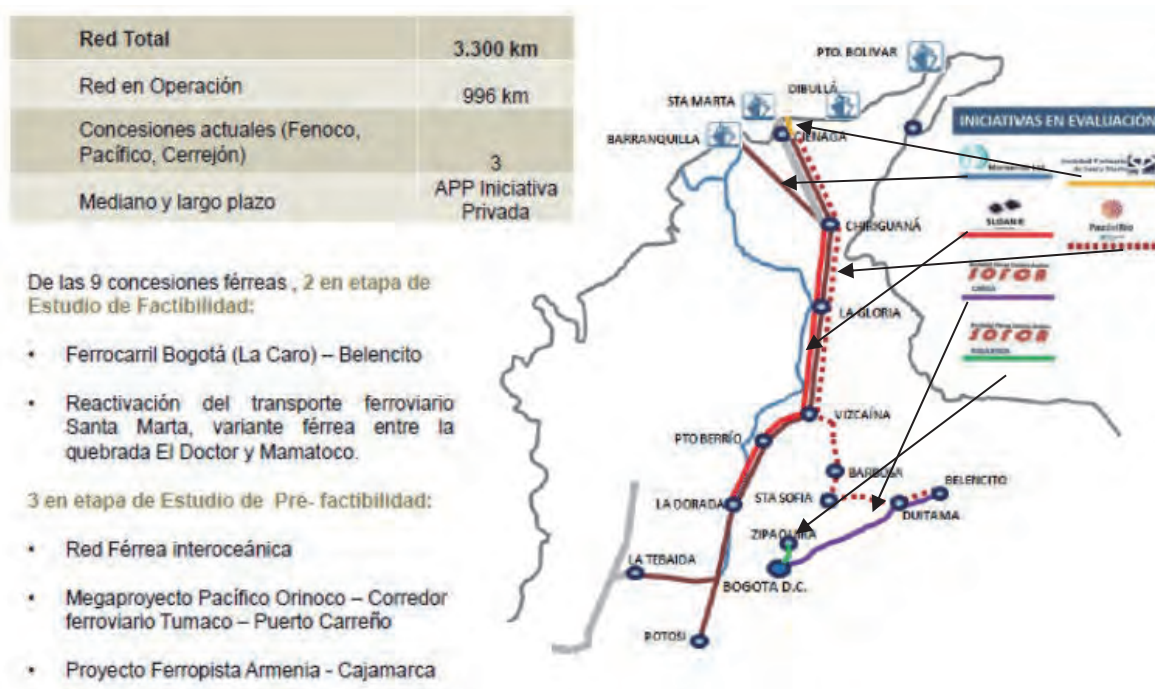 Red Total 3.300 km
Red en Operación 996 km
Concesiones actuales (Fenoco,
Pacífico, Cerrejón) 3
Mediano y largo plazo APP Iniciativa
Privada
De las 9 concesiones férreas , 2 en etapa de
Estudio de Factibilidad:
• Ferrocarril Bogotá (La Caro) – Belencito
• Reactivación del transporte ferroviario
Santa Marta, variante férrea entre la
quebrada El Doctor y Mamatoco.
3 en etapa de Estudio de Pre- factibilidad:
• Red Férrea interoceánica
• Megaproyecto Pacífico Orinoco – Corredor
ferroviario Tumaco – Puerto Carreño
• Proyecto Ferropista Armenia - Cajamarca
PTO. BOLIVAR
DIBULLÁ
STA MARTA
BARRANQUILLA
CIENAGA
CHIRIGUANÁ
LA GLORIA
VIZCAÍNA
PTO BERRÍO
BARBOSA
BELENCITO
LA DORADA
STA SOFIA
DUITAMA
ZIPAQUIRA
LA TEBAIDA
BOGOTA D.C.
POTOSI
INICIATIVAS EN EVALUACIÓN
SOFCA
CARGA
SOFCA